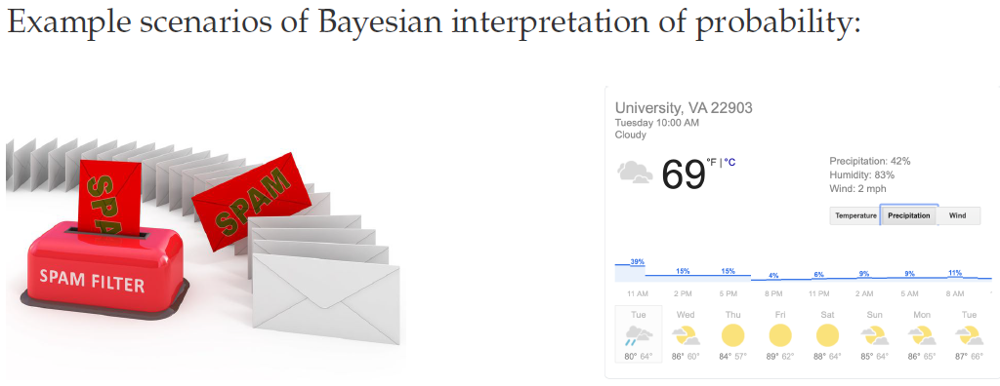 Example scenarios of Bayesian interpretation of probability:
SPAM
SPA
SPAM FILTER
University, VA 22903
Tuesday 10:00 AM
Cloudy
69 °F | °C
Precipitation: 42%
Humidity: 83%
Wind: 2 mph
Temperature Precipitation Wind
39% 15% 15% 4% 6% 9% 9% 11%
11 AM 2 PM 5 PM 8 PM 11 PM 2 AM 5 AM 8 AM
Tue Wed Thu Fri Sat Sun Mon Tue
80° 64° 86° 60° 84° 57° 89° 62° 88° 64° 85° 64° 86° 65° 87° 66°